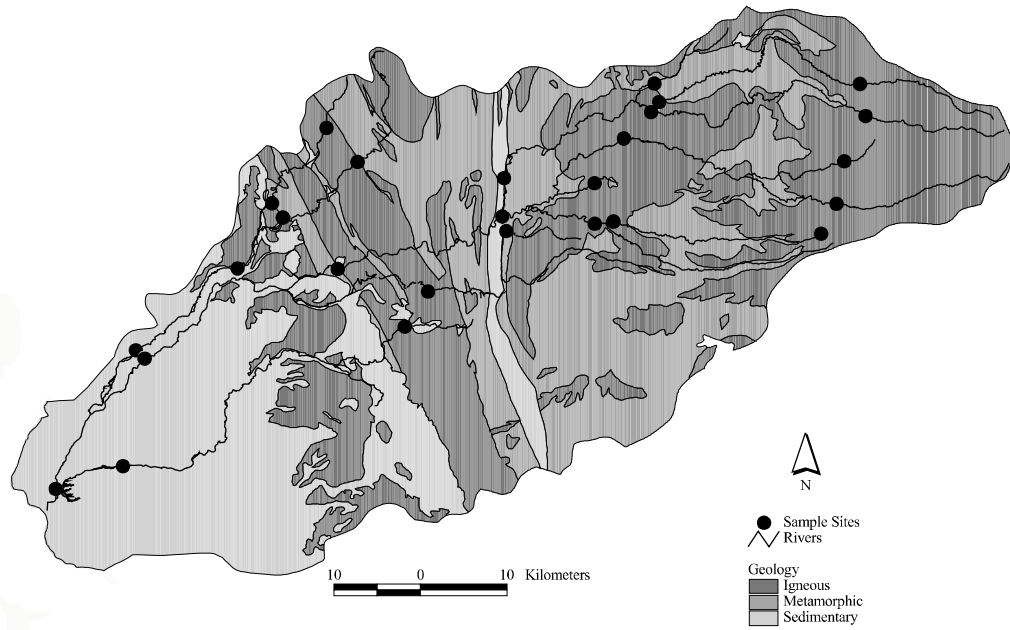 N
Sample Sites
Rivers
10 0 10 Kilometers
Geology
Igneous
Metamorphic
Sedimentary